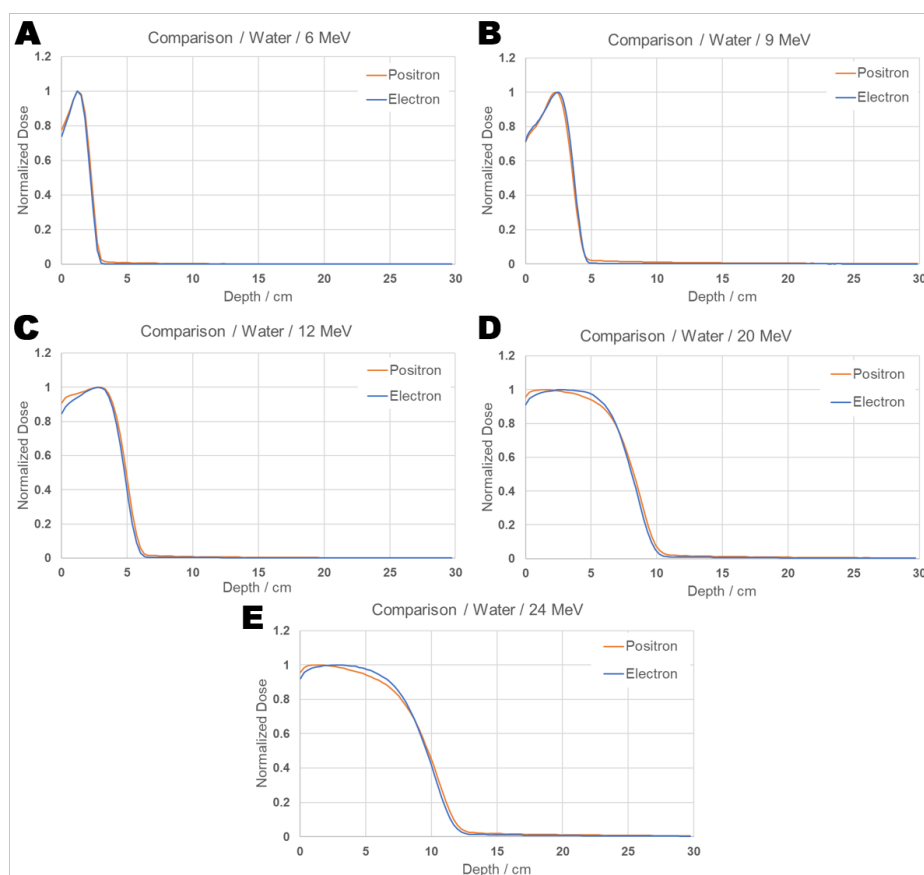 A
Comparison / Water / 6 MeV
Normalized Dose
1.2
1
0.8
0.6
0.4
0.2
0
Positron
Electron
0 5 10 15 20 25 30
Depth / cm
B
Comparison / Water / 9 MeV
Normalized Dose
1.2
1
0.8
0.6
0.4
0.2
0
Positron
Electron
0 5 10 15 20 25 30
Depth / cm
C
Comparison / Water / 12 MeV
Normalized Dose
1.2
1
0.8
0.6
0.4
0.2
0
Positron
Electron
0 5 10 15 20 25 30
Depth / cm
D
Comparison / Water / 20 MeV
Normalized Dose
1.2
1
0.8
0.6
0.4
0.2
0
Positron
Electron
0 5 10 15 20 25 30
Depth / cm
E
Comparison / Water / 24 MeV
Normalized Dose
1.2
1
0.8
0.6
0.4
0.2
0
Positron
Electron
0 5 10 15 20 25 30
Depth / cm